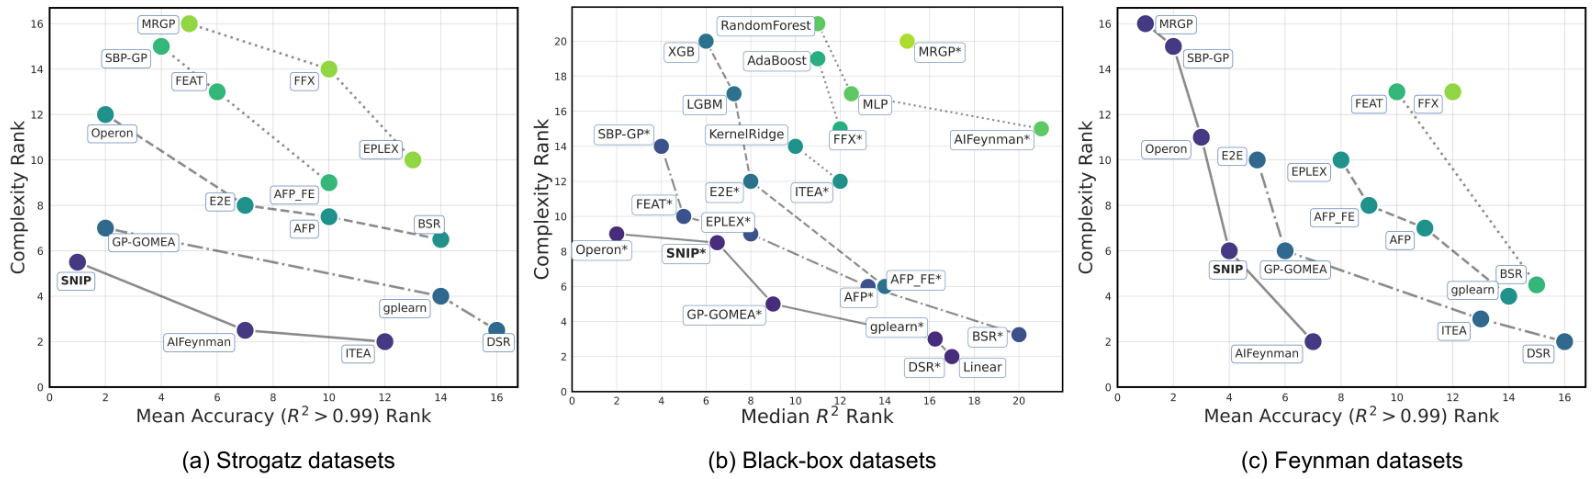 Complexity Rank
16
14
12
10
8
6
4
2
0
MRGP
SBP-GP
FEAT
FFX
Operon
EPLEX
E2E
AFP_FE
AFP
BSR
GP-GOMEA
SNIP
gplearn
AIFeynman
ITEA
DSR
0 2 4 6 8 10 12 14 16
Mean Accuracy (R² > 0.99) Rank
(a) Strogatz datasets
Complexity Rank
20
18
16
14
12
10
8
6
4
2
0
RandomForest
XGB
MRGP*
AdaBoost
LGBM
MLP
SBP-GP*
KernelRidge
FFX*
AIFeynman*
E2E*
ITEA*
FEAT*
EPLEX*
Operon*
SNIP*
AFP_FE*
AFP*
GP-GOMEA*
gplearn*
BSR*
DSR*
Linear
0 2 4 6 8 10 12 14 16 18 20
Median R² Rank
(b) Black-box datasets
Complexity Rank
16
14
12
10
8
6
4
2
0
MRGP
SBP-GP
FEAT
FFX
Operon
E2E
EPLEX
AFP_FE
AFP
SNIP
GP-GOMEA
BSR
gplearn
ITEA
AIFeynman
DSR
0 2 4 6 8 10 12 14 16
Mean Accuracy (R² > 0.99) Rank
(c) Feynman datasets